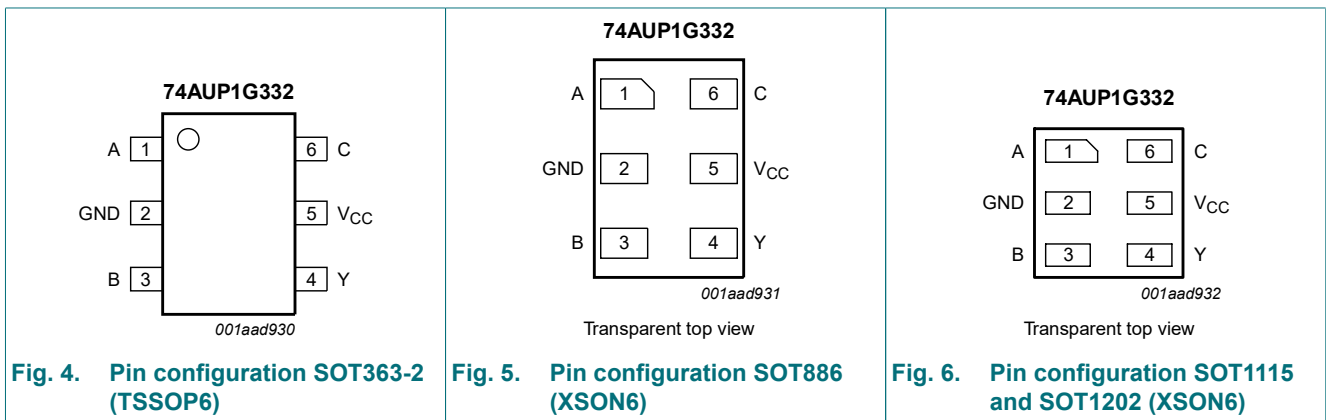 74AUP1G332
A 1 6 C
GND 2 5 VCC
B 3 4 Y
001aad930
Fig. 4. Pin configuration SOT363-2
(TSSOP6)
74AUP1G332
A 1 6 C
GND 2 5 VCC
B 3 4 Y
001aad931
Transparent top view
Fig. 5. Pin configuration SOT886
(XSON6)
74AUP1G332
A 1 6 C
GND 2 5 VCC
B 3 4 Y
001aad932
Transparent top view
Fig. 6. Pin configuration SOT1115
and SOT1202 (XSON6)